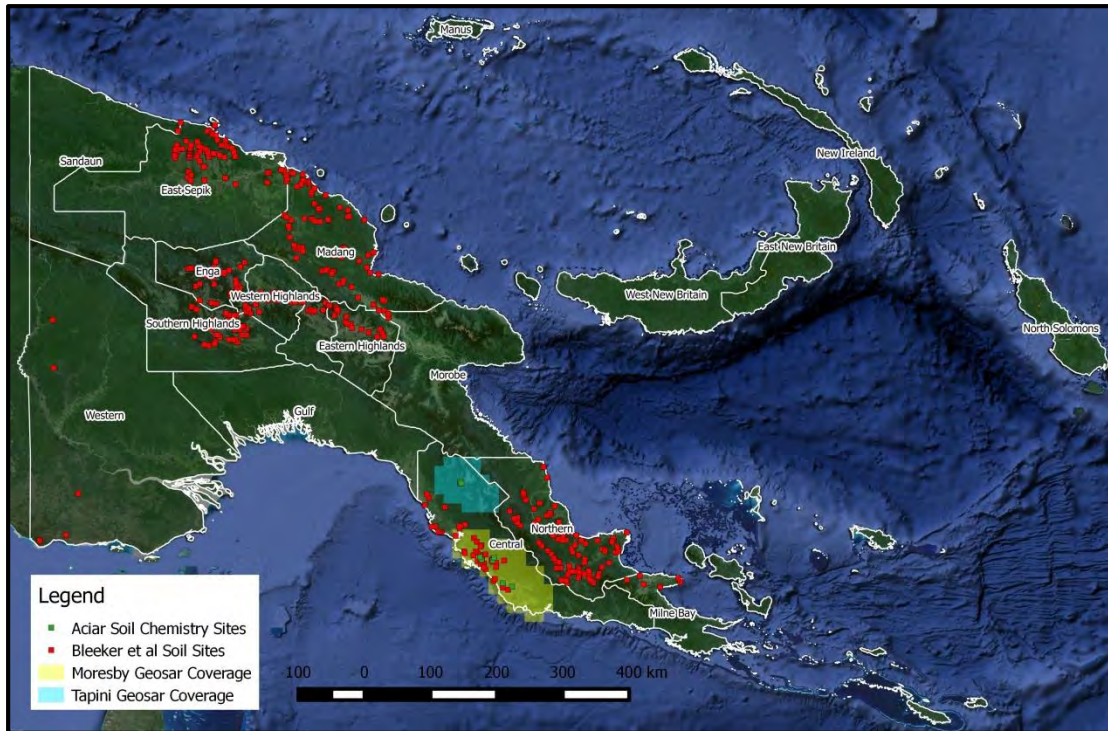 Manus
Sandaun
New Ireland
East Sepik
East New Britain
Madang
Enga
West New Britain
Western Highlands
Southern Highlands
North Solomons
Eastern Highlands
Morobe
Western
Gulf
Northern
Central
Milne Bay
Legend
Aciar Soil Chemistry Sites
Bleeker et al Soil Sites
Moresby Geosar Coverage
Tapini Geosar Coverage
100 0 100 200 300 400 km